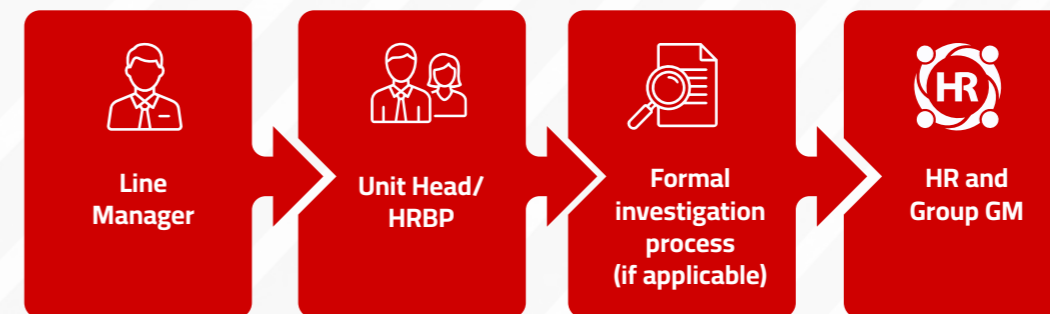 Line
Manager
Unit Head/
HRBP
Formal
investigation
process
(if applicable)
HR
HR and
Group GM